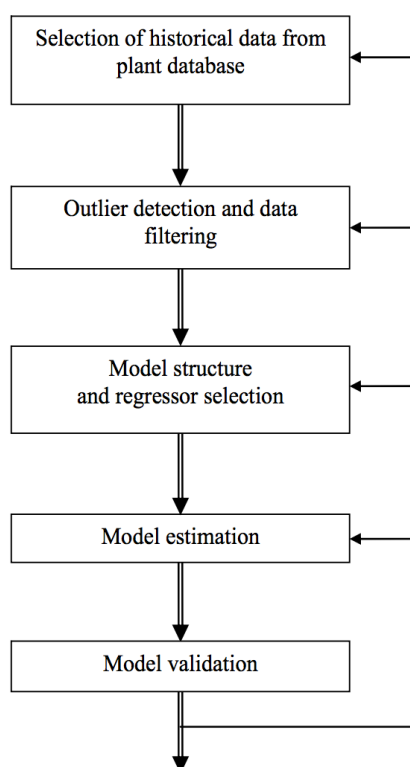 Selection of historical data from
plant database
Outlier detection and data
filtering
Model structure
and regressor selection
Model estimation
Model validation